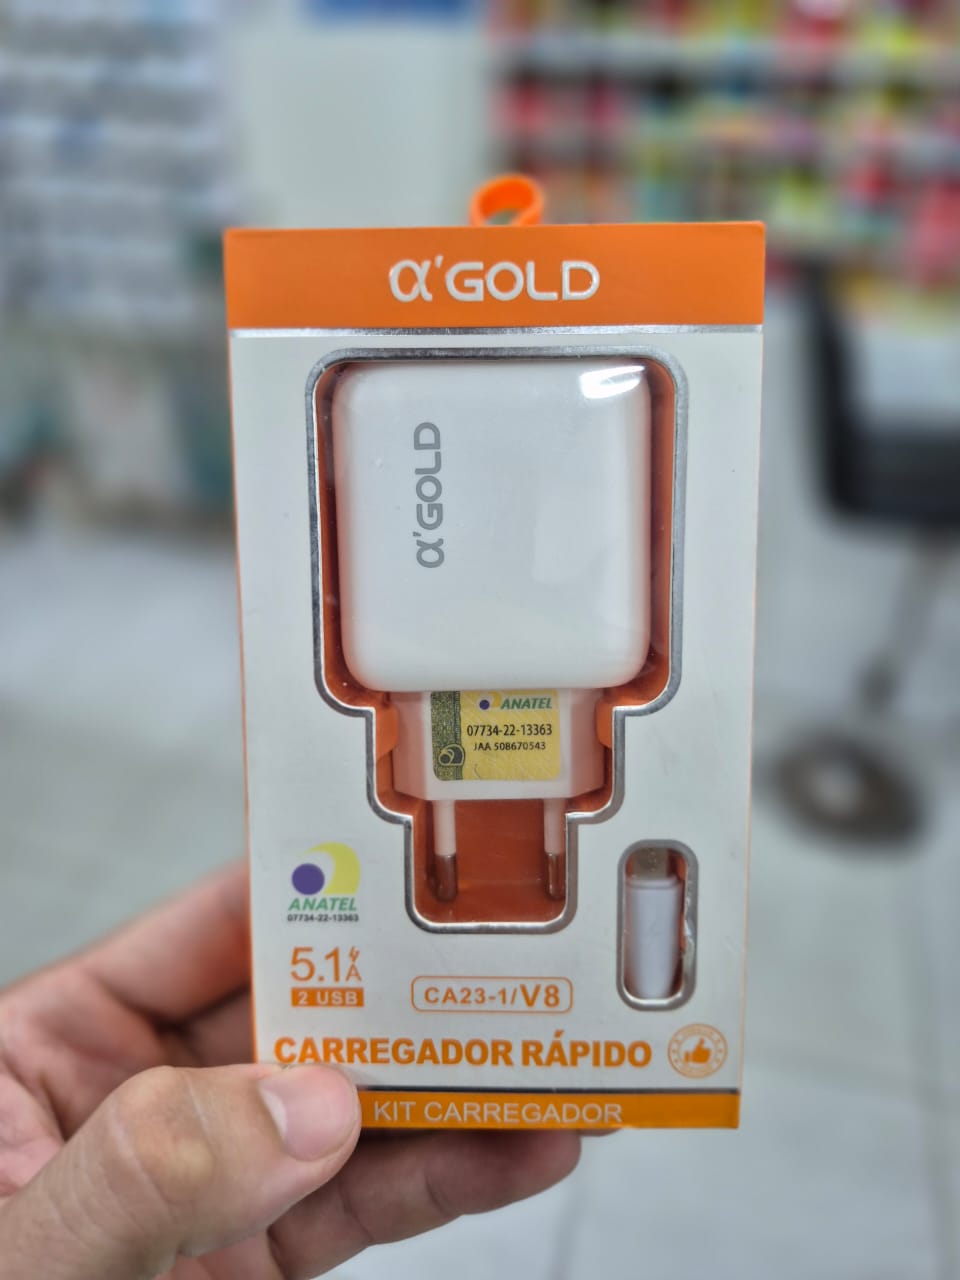 α'GOLD
α'GOLD
ANATEL
07734-22-13363
JAA 508670543
ANATEL
07734-22-13363
5.1A
2 USB
CA23-1/V8
CARREGADOR RÁPIDO
KIT CARREGADOR